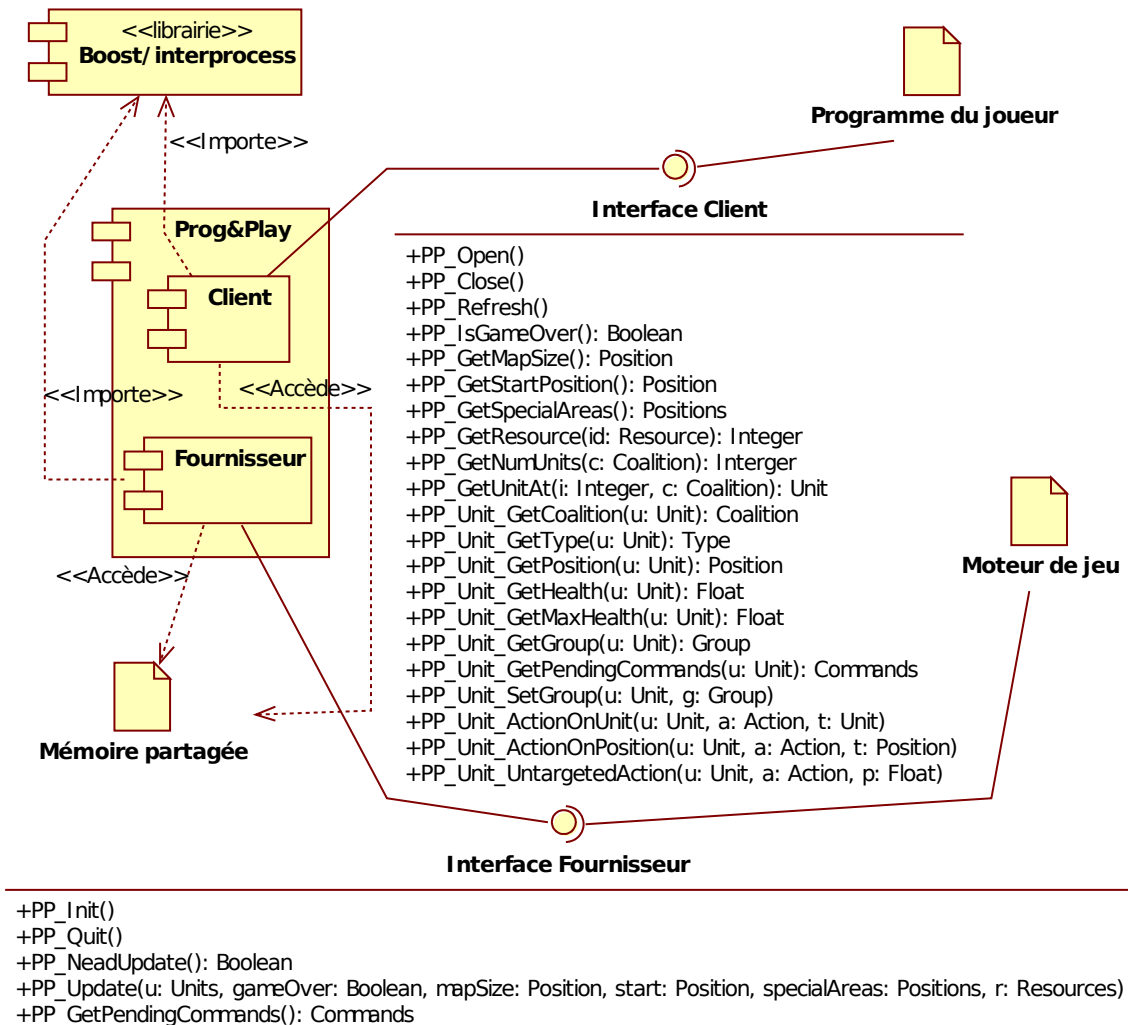 <<librairie>>
Boost/interprocess
<<Importe>>
Programme du joueur
Interface Client
Prog&Play
Client
<<Importe>>
<<Accède>>
Fournisseur
<<Accède>>
Mémoire partagée
+PP_Open()
+PP_Close()
+PP_Refresh()
+PP_IsGameOver(): Boolean
+PP_GetMapSize(): Position
+PP_GetStartPosition(): Position
+PP_GetSpecialAreas(): Positions
+PP_GetResource(id: Resource): Integer
+PP_GetNumUnits(c: Coalition): Interger
+PP_GetUnitAt(i: Integer, c: Coalition): Unit
+PP_Unit_GetCoalition(u: Unit): Coalition
+PP_Unit_GetType(u: Unit): Type
+PP_Unit_GetPosition(u: Unit): Position
+PP_Unit_GetHealth(u: Unit): Float
+PP_Unit_GetMaxHealth(u: Unit): Float
+PP_Unit_GetGroup(u: Unit): Group
+PP_Unit_GetPendingCommands(u: Unit): Commands
+PP_Unit_SetGroup(u: Unit, g: Group)
+PP_Unit_ActionOnUnit(u: Unit, a: Action, t: Unit)
+PP_Unit_ActionOnPosition(u: Unit, a: Action, t: Position)
+PP_Unit_UntargetedAction(u: Unit, a: Action, p: Float)
Moteur de jeu
Interface Fournisseur
+PP_Init()
+PP_Quit()
+PP_NeadUpdate(): Boolean
+PP_Update(u: Units, gameOver: Boolean, mapSize: Position, start: Position, specialAreas: Positions, r: Resources)
+PP_GetPendingCommands(): Commands